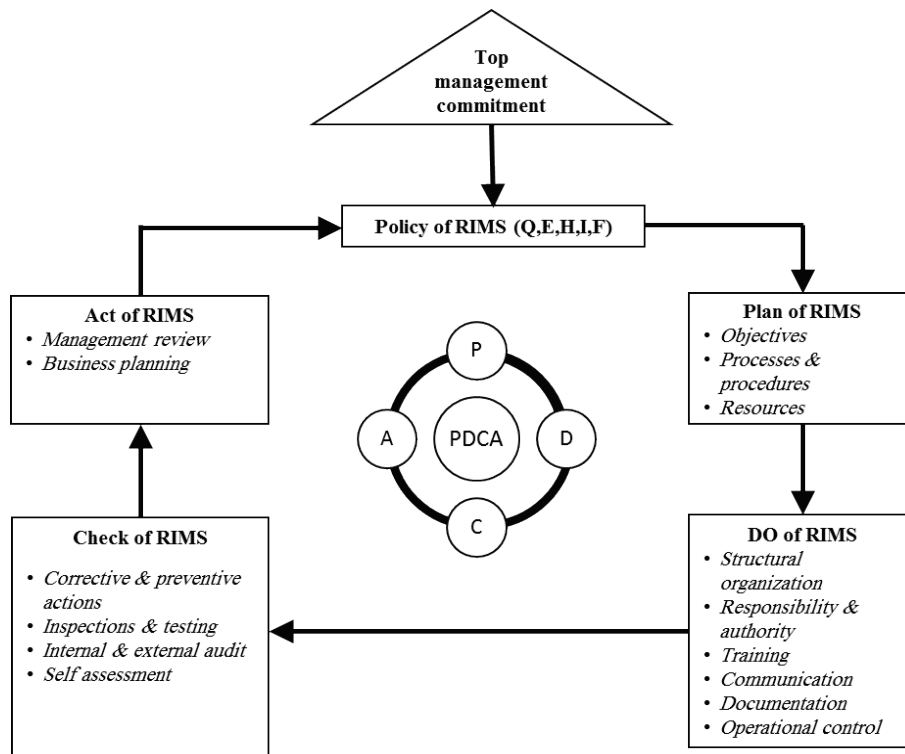 Top
management
commitment
Policy of RIMS (Q,E,H,I,F)
Act of RIMS
• Management review
• Business planning
Plan of RIMS
• Objectives
• Processes &
procedures
• Resources
P
A
PDCA
D
C
Check of RIMS
• Corrective & preventive
actions
• Inspections & testing
• Internal & external audit
• Self assessment
DO of RIMS
• Structural
organization
• Responsibility &
authority
• Training
• Communication
• Documentation
• Operational control